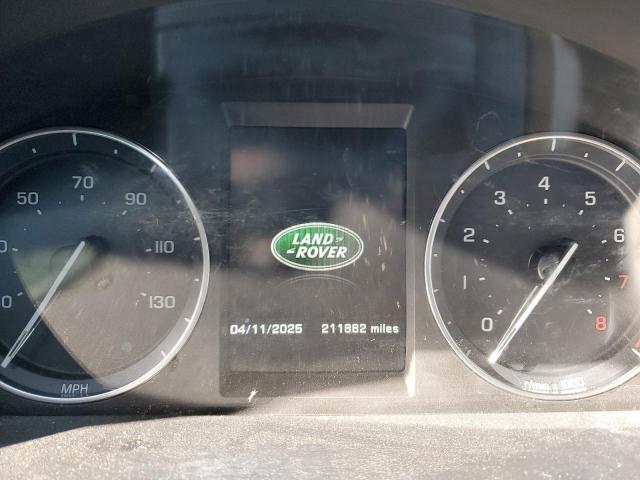 50 70 90
110
130
MPH
LAND
ROVER
04/11/2025 211882 miles
0 1 2 3 4 5 6 7 8
r/min x 1000